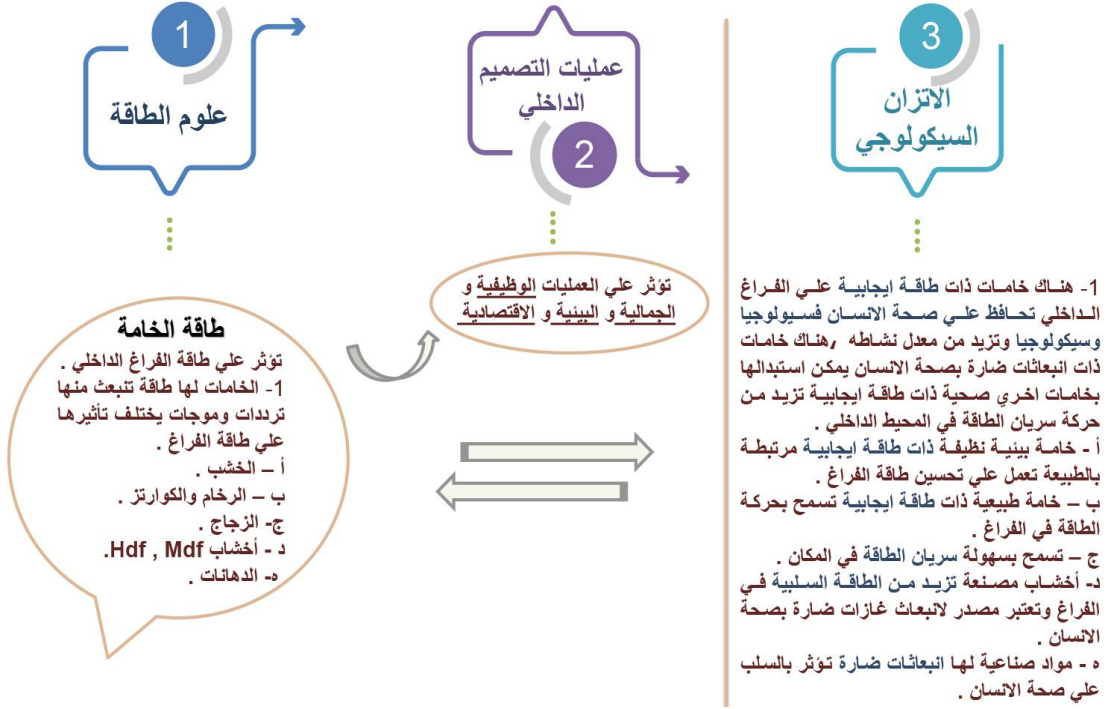 1
علوم الطاقة
طاقة الخامة
تؤثر علي طاقة الفراغ الداخلي .
1- الخامات لها طاقة تنبعث منها
ترددات وموجات يختلف تأثيرها
علي طاقة الفراغ .
أ – الخشب .
ب – الرخام والكوارتز .
ج- الزجاج .
د - أخشاب Hdf , Mdf.
ه- الدهانات .
عمليات التصميم
الداخلي
2
تؤثر علي العمليات الوظيفية و
الجمالية و البيئية و الاقتصادية
3
الاتزان
السيكولوجي
1- هناك خامات ذات طاقة ايجابية علي الفراغ
الداخلي تحافظ علي صحة الانسان فسيولوجيا
وسيكولوجيا وتزيد من معدل نشاطه ،هناك خامات
ذات انبعاثات ضارة بصحة الانسان يمكن استبدالها
بخامات اخري صحية ذات طاقة ايجابية تزيد من
حركة سريان الطاقة في المحيط الداخلي .
أ - خامة بيئية نظيفة ذات طاقة ايجابية مرتبطة
بالطبيعة تعمل علي تحسين طاقة الفراغ .
ب – خامة طبيعية ذات طاقة ايجابية تسمح بحركة
الطاقة في الفراغ .
ج – تسمح بسهولة سريان الطاقة في المكان .
د- أخشاب مصنعة تزيد من الطاقة السلبية في
الفراغ وتعتبر مصدر لانبعاث غازات ضارة بصحة
الانسان .
ه - مواد صناعية لها انبعاثات ضارة تؤثر بالسلب
علي صحة الانسان .